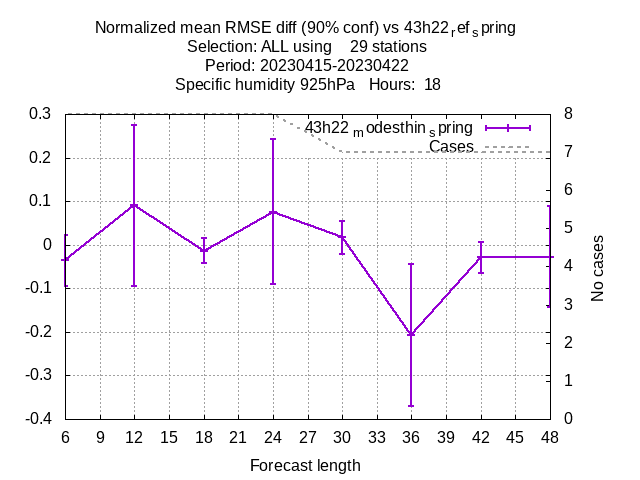 Normalized mean RMSE diff (90% conf) vs 43h22ref spring
Selection: ALL using 29 stations
Period: 20230415-20230422
Specific humidity 925hPa Hours: 18
43h22modesthinspring
Cases
0.3
0.2
0.1
0
-0.1
-0.2
-0.3
-0.4
8
7
6
5
4
3
2
1
0
No cases
6 9 12 15 18 21 24 27 30 33 36 39 42 45 48
Forecast length